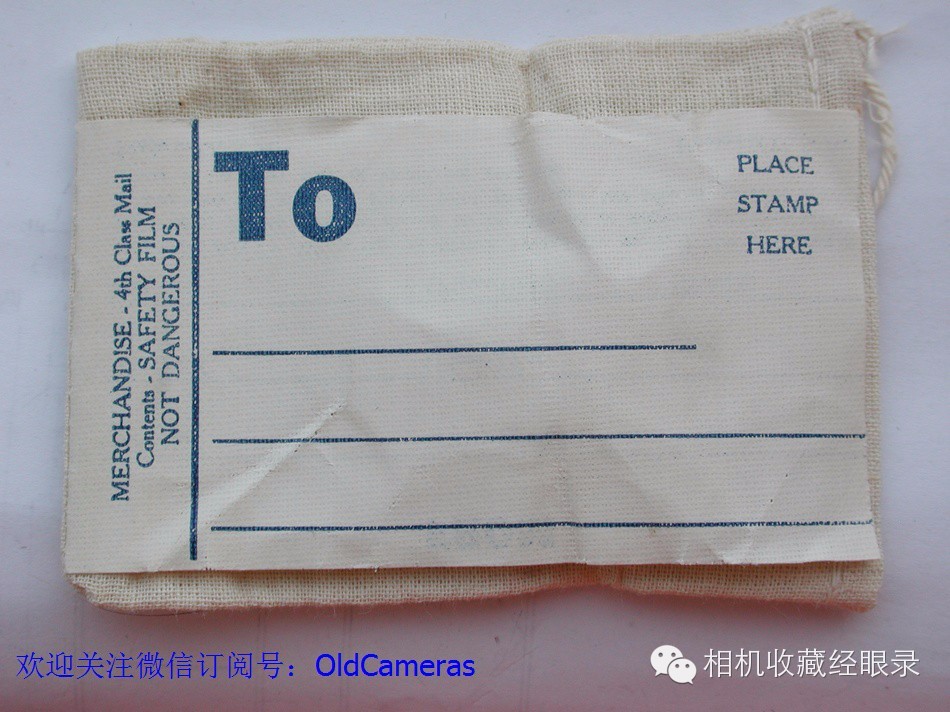 MERCHANDISE - 4th Class Mail
Contents - SAFETY FILM
NOT DANGEROUS
To
PLACE
STAMP
HERE
欢迎关注微信订阅号：OldCameras
相机收藏经眼录